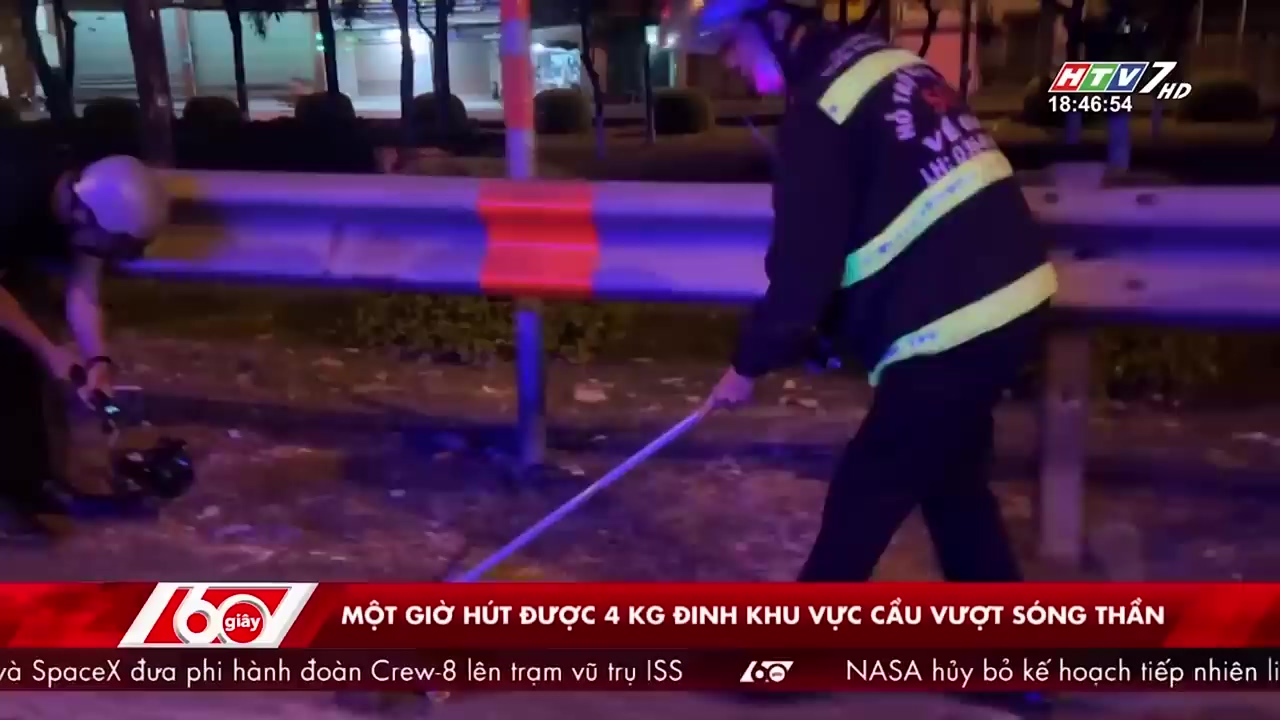 HTV7 HD
18:46:54
LH:
60 giây
MỘT GIỜ HÚT ĐƯỢC 4 KG ĐINH KHU VỰC CẦU VƯỢT SÓNG THẦN
và SpaceX đưa phi hành đoàn Crew-8 lên trạm vũ trụ ISS
60
NASA hủy bỏ kế hoạch tiếp nhiên li